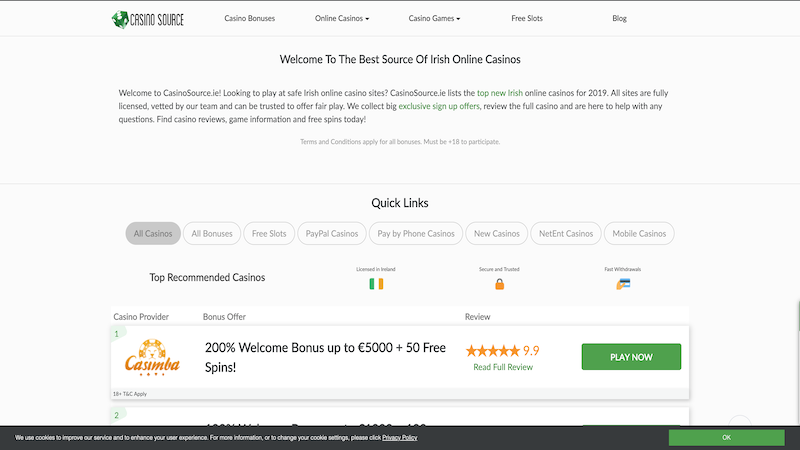 CASINO SOURCE
Casino Bonuses
Online Casinos
Casino Games
Free Slots
Blog
Welcome To The Best Source Of Irish Online Casinos
Welcome to CasinoSource.ie! Looking to play at safe Irish online casino sites? CasinoSource.ie lists the top new Irish online casinos for 2019. All sites are fully
licensed, vetted by our team and can be trusted to offer fair play. We collect big exclusive sign up offers, review the full casino and are here to help with any
questions. Find casino reviews, game information and free spins today!
Terms and Conditions apply for all bonuses. Must be +18 to participate.
Quick Links
All Casinos
All Bonuses
Free Slots
PayPal Casinos
Pay by Phone Casinos
New Casinos
NetEnt Casinos
Mobile Casinos
Top Recommended Casinos
Licensed in Ireland
Secure and Trusted
Fast Withdrawals
Casino Provider
Bonus Offer
Review
1
Casimba
200% Welcome Bonus up to €5000 + 50 Free
Spins!
9.9
Read Full Review
PLAY NOW
18+ T&C Apply
2
We use cookies to improve our service and to enhance your user experience. For more information, or to change your cookie settings, please click Privacy Policy
OK